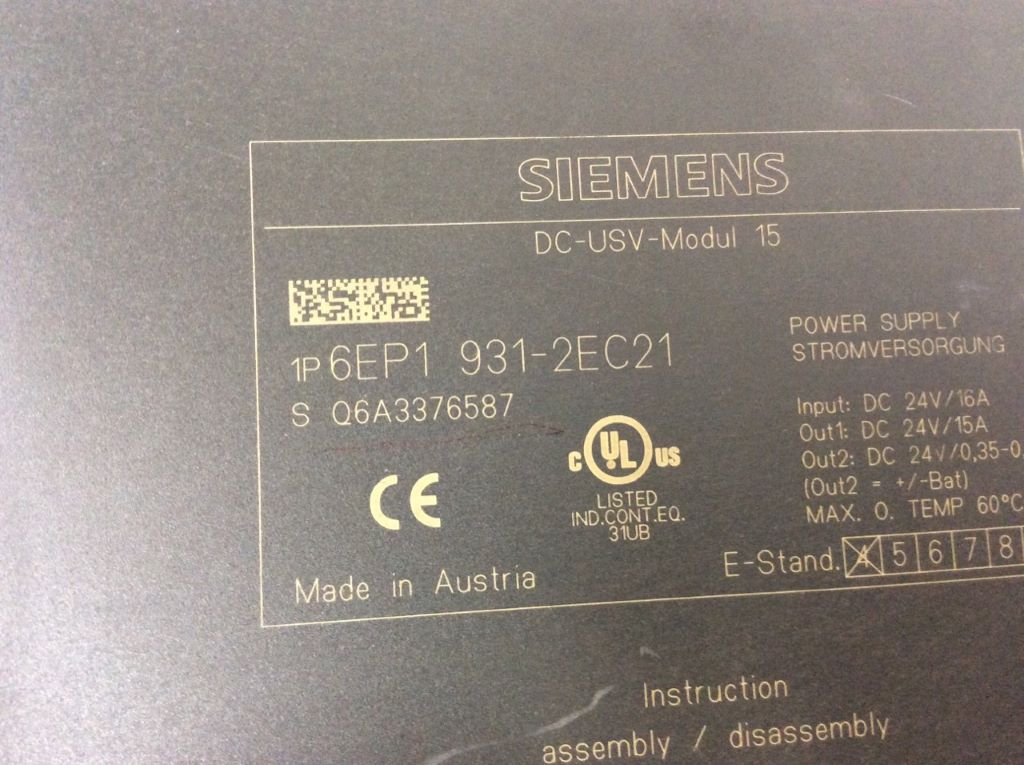 SIEMENS
DC-USV-Modul 15
1P 6EP1 931-2EC21
S Q6A3376587
POWER SUPPLY
STROMVERSORGUNG
Input: DC 24V/16A
Out1: DC 24V/15A
Out2: DC 24V/0,35-0,
(Out2 = +/-Bat)
MAX. O. TEMP 60°C
CE
C UL US
LISTED
IND.CONT.EQ.
31UB
E-Stand. 4 5 6 7 8
Made in Austria
Instruction
assembly / disassembly